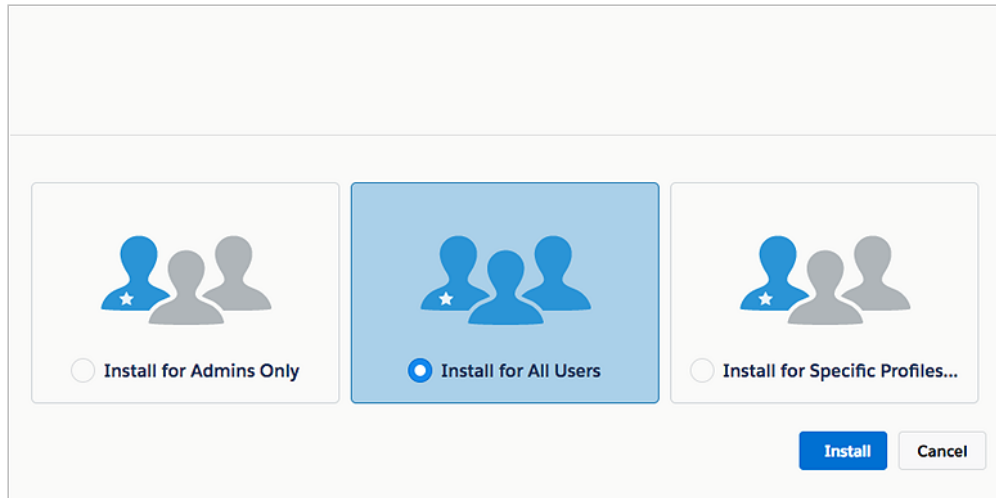 Install for Admins Only
Install for All Users
Install for Specific Profiles...
Install
Cancel